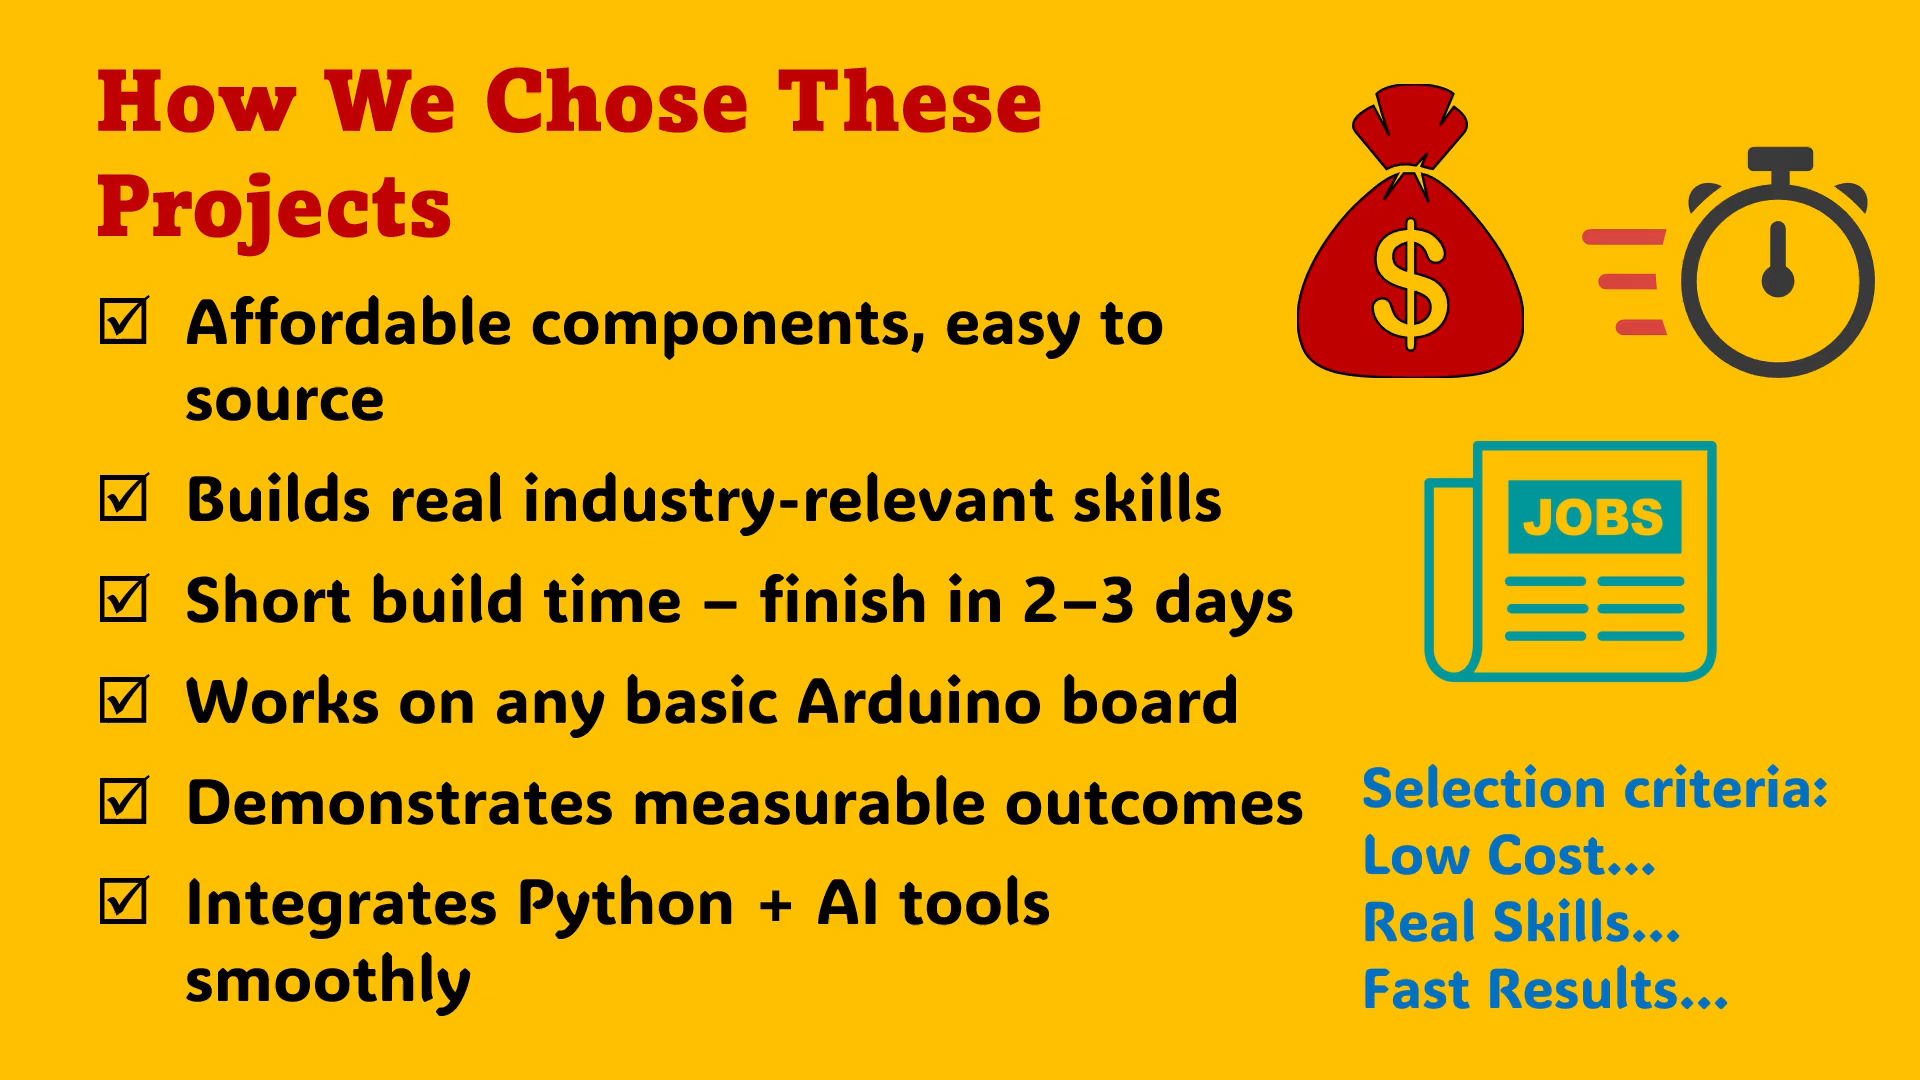 How We Chose These
Projects
☑ Affordable components, easy to
source
☑ Builds real industry-relevant skills
☑ Short build time – finish in 2–3 days
☑ Works on any basic Arduino board
☑ Demonstrates measurable outcomes
☑ Integrates Python + AI tools
smoothly
$
JOBS
Selection criteria:
Low Cost...
Real Skills...
Fast Results...